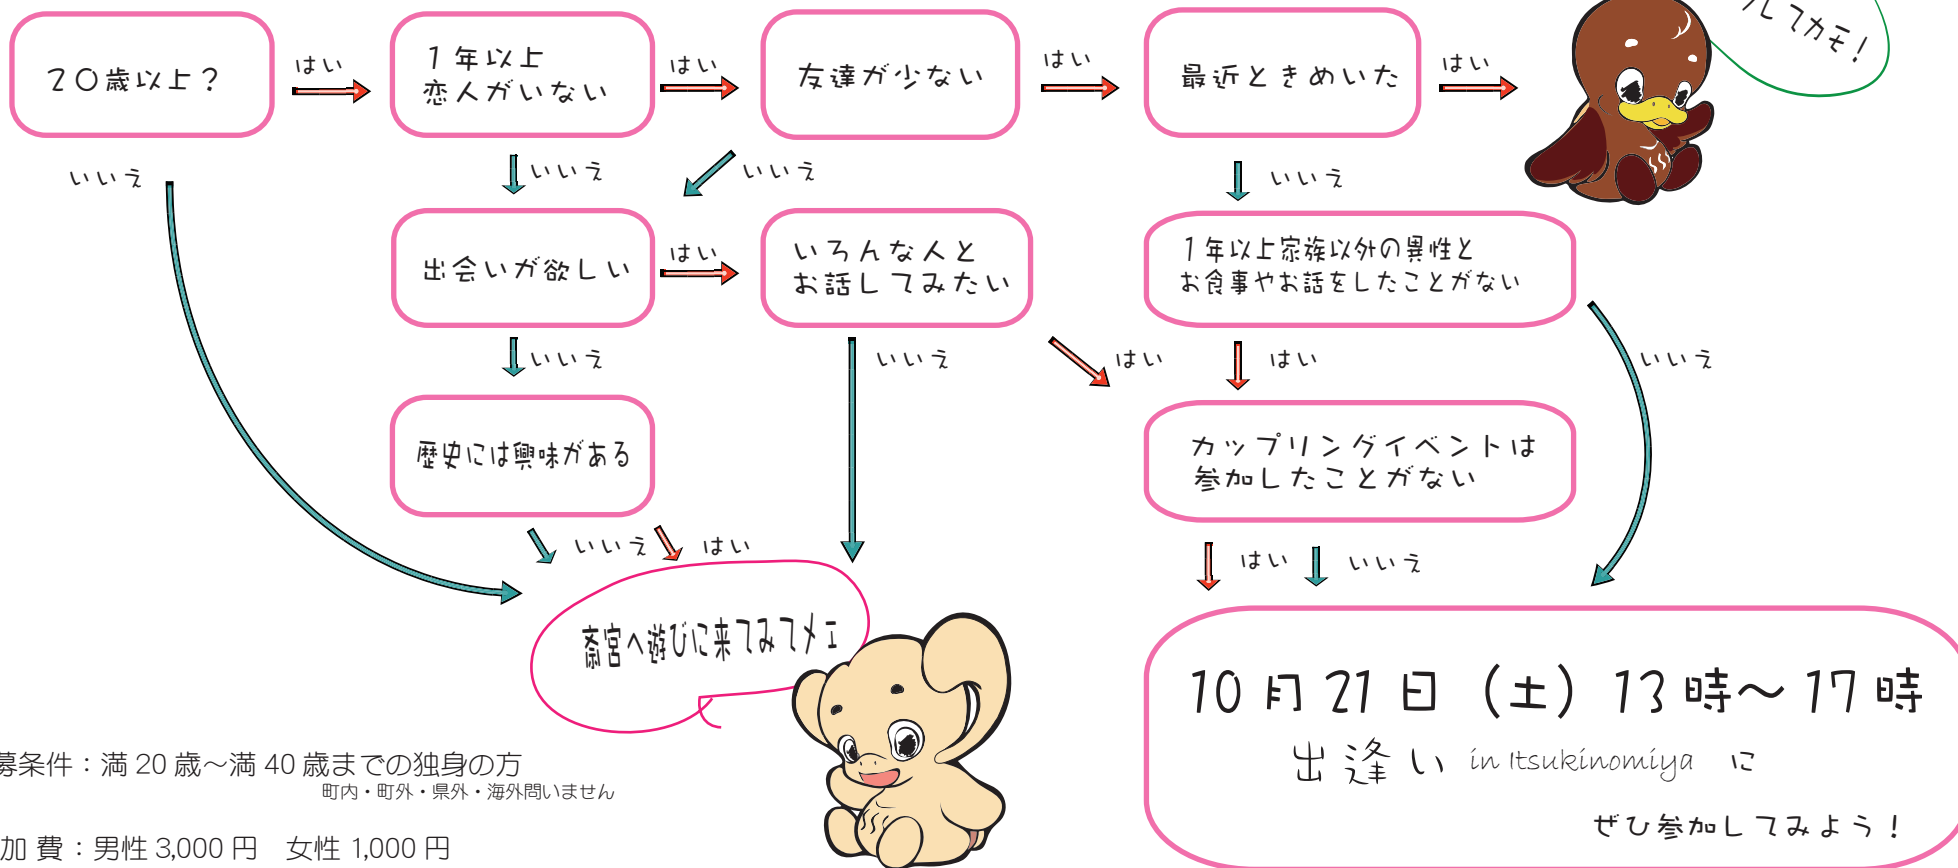 ２０歳以上？
はい
１年以上
恋人がいない
はい
友達が少ない
はい
最近ときめいた
はい
してカモ！
いいえ
いいえ
いいえ
いいえ
出会いが欲しい
はい
いろんな人と
お話してみたい
１年以上家族以外の異性と
お食事やお話をしたことがない
いいえ
いいえ
はい
はい
いいえ
歴史には興味がある
カップリングイベントは
参加したことがない
いいえ
はい
はい
いいえ
斎宮へ遊びに来てみてメェ
10月21日（土）13時〜17時
出逢い in Itsukinomiya に
ぜひ参加してみよう！
募条件：満20歳〜満40歳までの独身の方
町内・町外・県外・海外問いません
加費：男性 3,000 円　女性 1,000 円